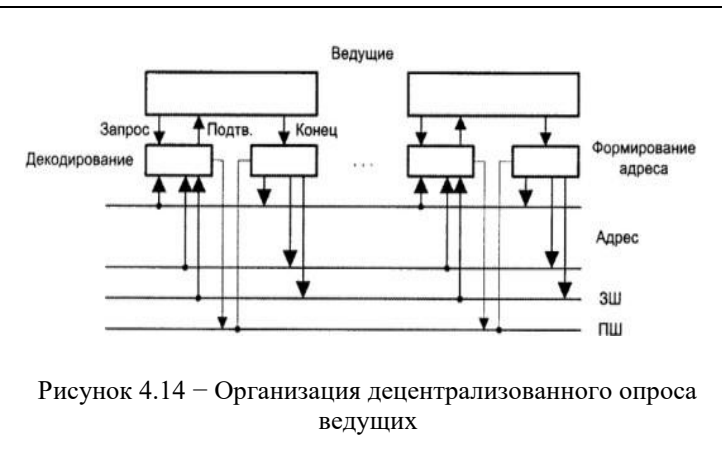 Ведущие
Запрос
Подтв.
Конец
Декодирование
. . .
Формирование
адреса
Адрес
ЗШ
ПШ
Рисунок 4.14 − Организация децентрализованного опроса
ведущих